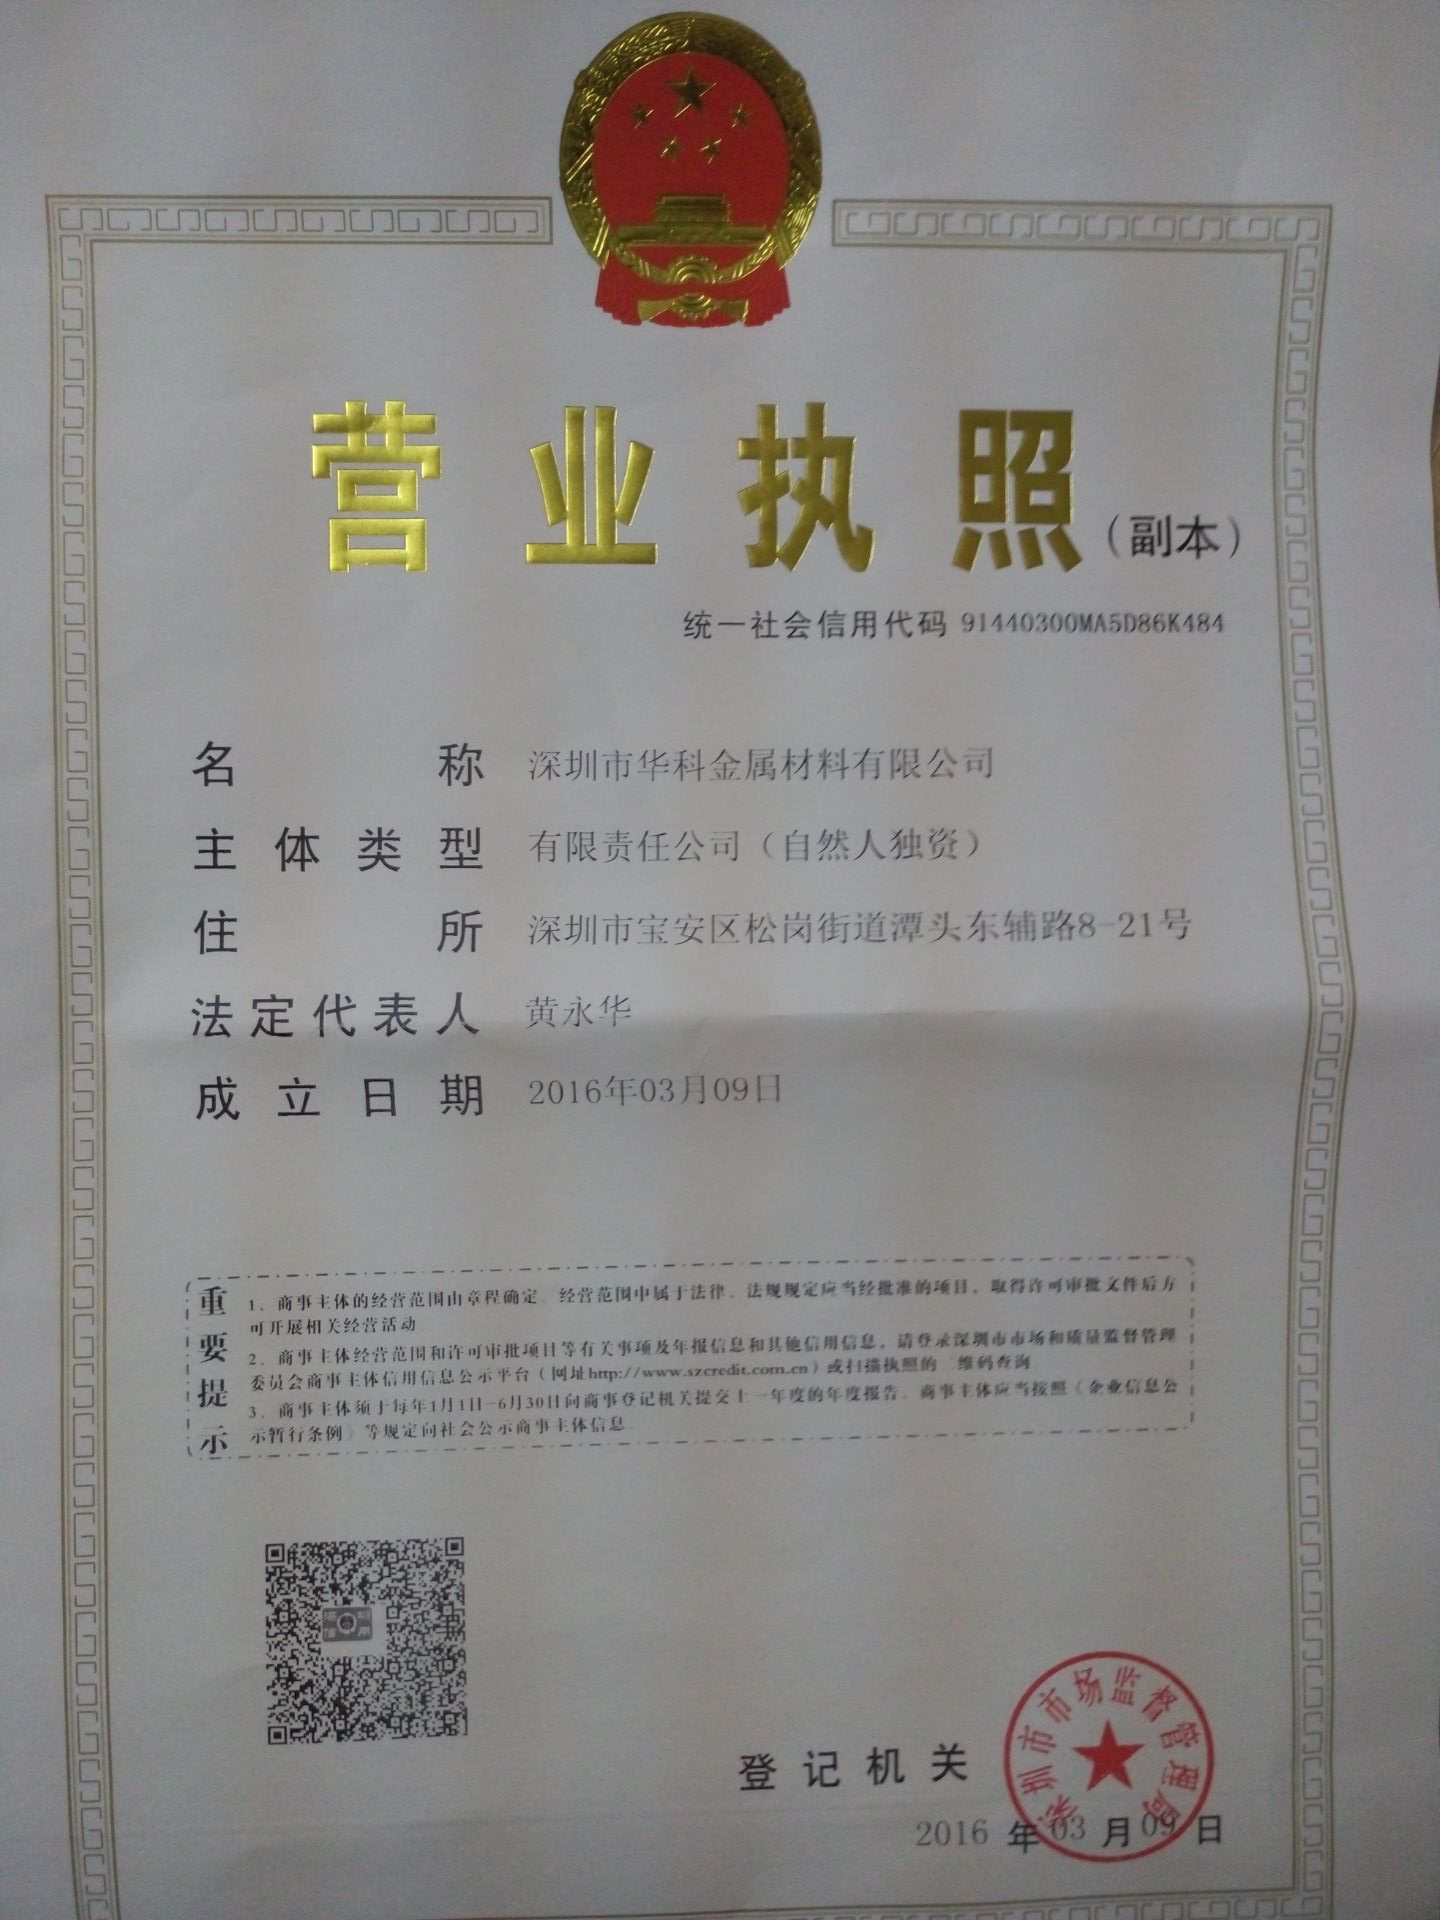 营业执照(副本)
统一社会信用代码 91440300MA5D86K484
名称 深圳市华科金属材料有限公司
主体类型 有限责任公司（自然人独资）
住所 深圳市宝安区松岗街道潭头东辅路8-21号
法定代表人 黄永华
成立日期 2016年03月09日
重要提示
1、商事主体的经营范围由章程确定。经营范围中属于法律、法规规定应当经批准的项目，取得许可审批文件后方
可开展相关经营活动。
2、商事主体经营范围和许可审批项目等有关事项及年报信息和其他信用信息，请登录深圳市市场和质量监督管理
委员会商事主体信用信息公示平台（网址http://www.szcredit.com.cn）或扫描执照的二维码查询。
3、商事主体须于每年1月1日-6月30日向商事登记机关提交上一年度的年度报告。商事主体应当按照《企业信息公
示暂行条例》等规定向社会公示商事主体信息。
深圳
信用
登记机关
深圳市市场监督管理局
2016 年 03 月 09 日